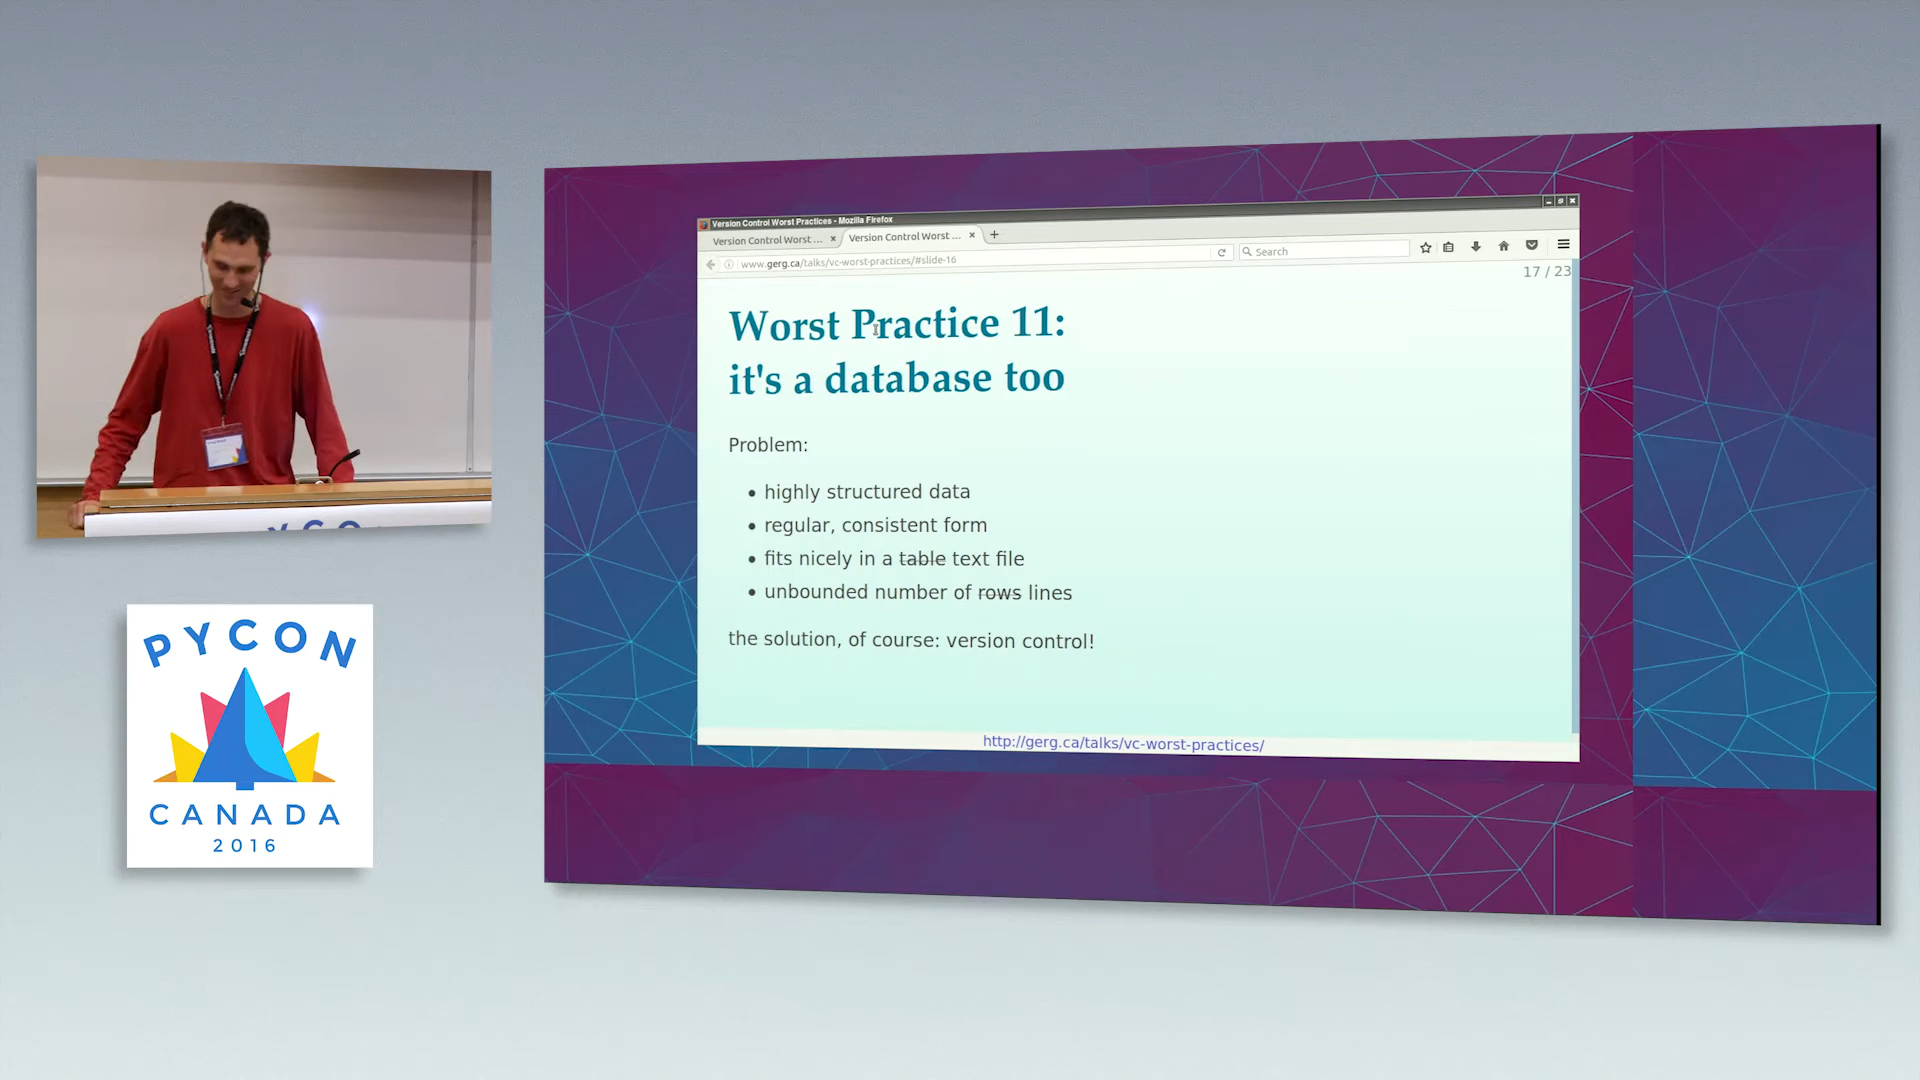 Version Control Worst Practices - Mozilla Firefox
Version Control Worst ...
Version Control Worst ...
www.gerg.ca/talks/vc-worst-practices/#slide-16
Search
17 / 23
Worst Practice 11:
it's a database too
Problem:
• highly structured data
• regular, consistent form
• fits nicely in a table text file
• unbounded number of rows lines
the solution, of course: version control!
http://gerg.ca/talks/vc-worst-practices/
PYCO
PYCON
CANADA
2016